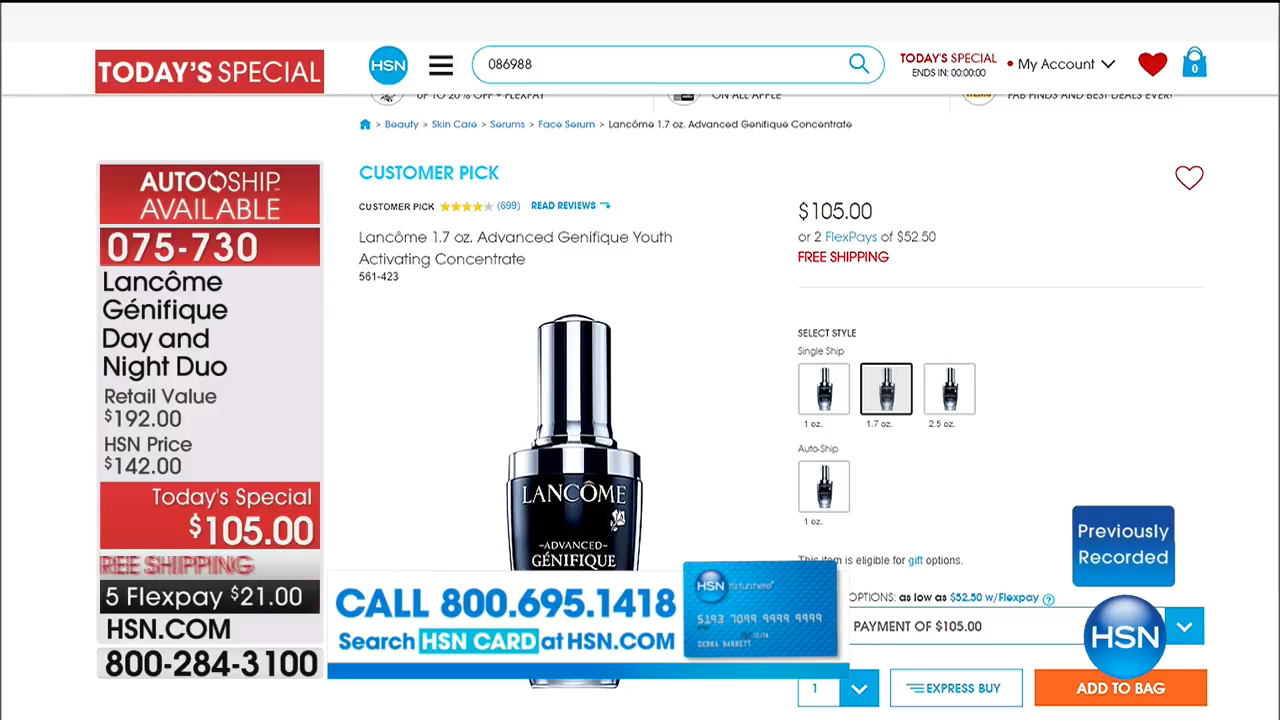 TODAY'S SPECIAL
HSN
086988
TODAY'S SPECIAL
ENDS IN: 00:00:00
My Account
0
UP TO 20% OFF + FLEXPAY
ON ALL APPLE
FAB FINDS AND BEST DEALS EVER!
> Beauty > Skin Care > Serums > Face Serum > Lancôme 1.7 oz. Advanced Genifique Concentrate
AUTO SHIP
AVAILABLE
075-730
Lancôme
Génifique
Day and
Night Duo
Retail Value
$192.00
HSN Price
$142.00
Today's Special
$105.00
REE SHIPPING
5 Flexpay $21.00
HSN.COM
800-284-3100
CUSTOMER PICK
CUSTOMER PICK (699) READ REVIEWS
Lancôme 1.7 oz. Advanced Genifique Youth
Activating Concentrate
561-423
LANCÔME
-ADVANCED-
GÉNIFIQUE
$105.00
or 2 FlexPays of $52.50
FREE SHIPPING
SELECT STYLE
Single Ship
1 oz. 1.7 oz. 2.5 oz.
Auto-Ship
1 oz.
This item is eligible for gift options.
OPTIONS: as low as $52.50 w/Flexpay ?
PAYMENT OF $105.00
1
EXPRESS BUY
ADD TO BAG
Previously
Recorded
HSN
CALL 800.695.1418
Search HSN CARD at HSN.COM
HSN it's fun here
5193 7099 9999 9999
12/16
DEBRA BARRETT